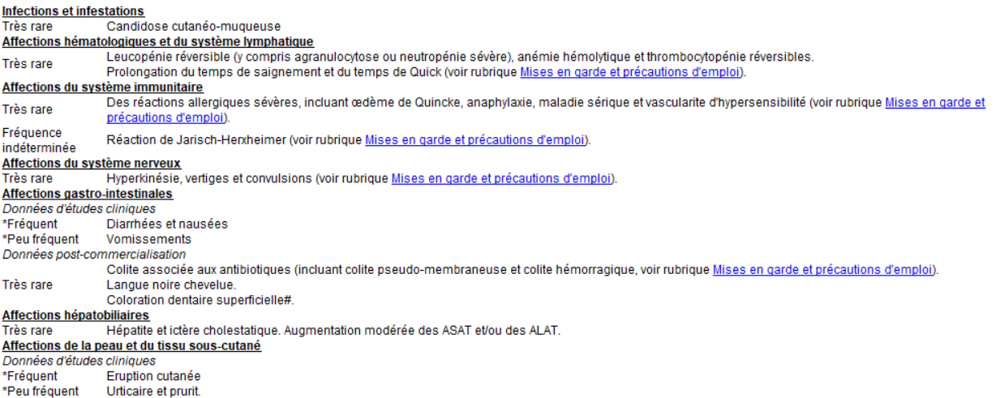 Infections et infestations
Très rare Candidose cutanéo-muqueuse
Affections hématologiques et du système lymphatique
Très rare Leucopénie réversible (y compris agranulocytose ou neutropénie sévère), anémie hémolytique et thrombocytopénie réversibles.
Prolongation du temps de saignement et du temps de Quick (voir rubrique Mises en garde et précautions d'emploi).
Affections du système immunitaire
Très rare Des réactions allergiques sévères, incluant œdème de Quincke, anaphylaxie, maladie sérique et vascularite d'hypersensibilité (voir rubrique Mises en garde et
précautions d'emploi).
Fréquence
indéterminée Réaction de Jarisch-Herxheimer (voir rubrique Mises en garde et précautions d'emploi).
Affections du système nerveux
Très rare Hyperkinésie, vertiges et convulsions (voir rubrique Mises en garde et précautions d'emploi).
Affections gastro-intestinales
Données d'études cliniques
*Fréquent Diarrhées et nausées
*Peu fréquent Vomissements
Données post-commercialisation
Colite associée aux antibiotiques (incluant colite pseudo-membraneuse et colite hémorragique, voir rubrique Mises en garde et précautions d'emploi).
Très rare Langue noire chevelue.
Coloration dentaire superficielle#.
Affections hépatobiliaires
Très rare Hépatite et ictère cholestatique. Augmentation modérée des ASAT et/ou des ALAT.
Affections de la peau et du tissu sous-cutané
Données d'études cliniques
*Fréquent Eruption cutanée
*Peu fréquent Urticaire et prurit.